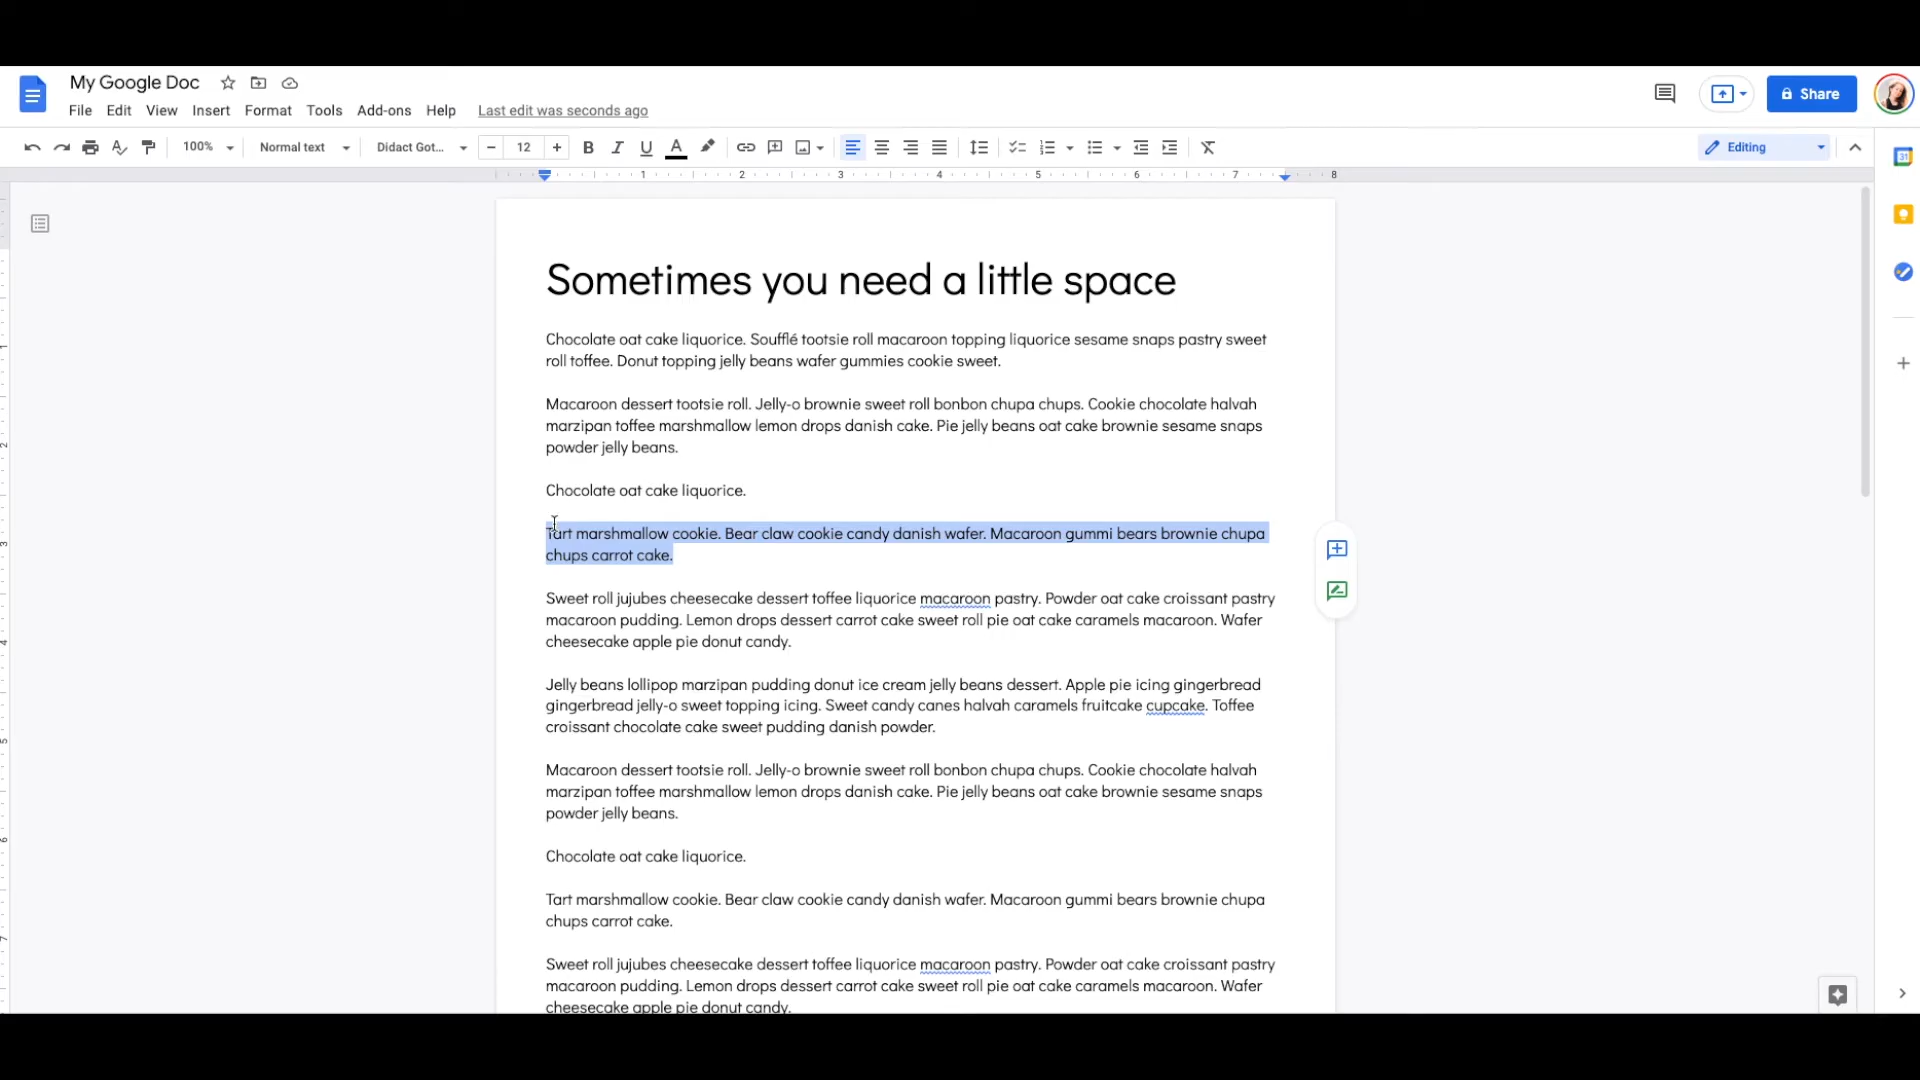 My Google Doc
File Edit View Insert Format Tools Add-ons Help Last edit was seconds ago
Share
100% Normal text Didact Got... 12 B I U A Editing
1 2 3 4 5 6 7 8
Sometimes you need a little space
Chocolate oat cake liquorice. Soufflé tootsie roll macaroon topping liquorice sesame snaps pastry sweet
roll toffee. Donut topping jelly beans wafer gummies cookie sweet.
Macaroon dessert tootsie roll. Jelly-o brownie sweet roll bonbon chupa chups. Cookie chocolate halvah
marzipan toffee marshmallow lemon drops danish cake. Pie jelly beans oat cake brownie sesame snaps
powder jelly beans.
Chocolate oat cake liquorice.
Tart marshmallow cookie. Bear claw cookie candy danish wafer. Macaroon gummi bears brownie chupa
chups carrot cake.
Sweet roll jujubes cheesecake dessert toffee liquorice macaroon pastry. Powder oat cake croissant pastry
macaroon pudding. Lemon drops dessert carrot cake sweet roll pie oat cake caramels macaroon. Wafer
cheesecake apple pie donut candy.
Jelly beans lollipop marzipan pudding donut ice cream jelly beans dessert. Apple pie icing gingerbread
gingerbread jelly-o sweet topping icing. Sweet candy canes halvah caramels fruitcake cupcake. Toffee
croissant chocolate cake sweet pudding danish powder.
Macaroon dessert tootsie roll. Jelly-o brownie sweet roll bonbon chupa chups. Cookie chocolate halvah
marzipan toffee marshmallow lemon drops danish cake. Pie jelly beans oat cake brownie sesame snaps
powder jelly beans.
Chocolate oat cake liquorice.
Tart marshmallow cookie. Bear claw cookie candy danish wafer. Macaroon gummi bears brownie chupa
chups carrot cake.
Sweet roll jujubes cheesecake dessert toffee liquorice macaroon pastry. Powder oat cake croissant pastry
macaroon pudding. Lemon drops dessert carrot cake sweet roll pie oat cake caramels macaroon. Wafer
cheesecake apple pie donut candy.